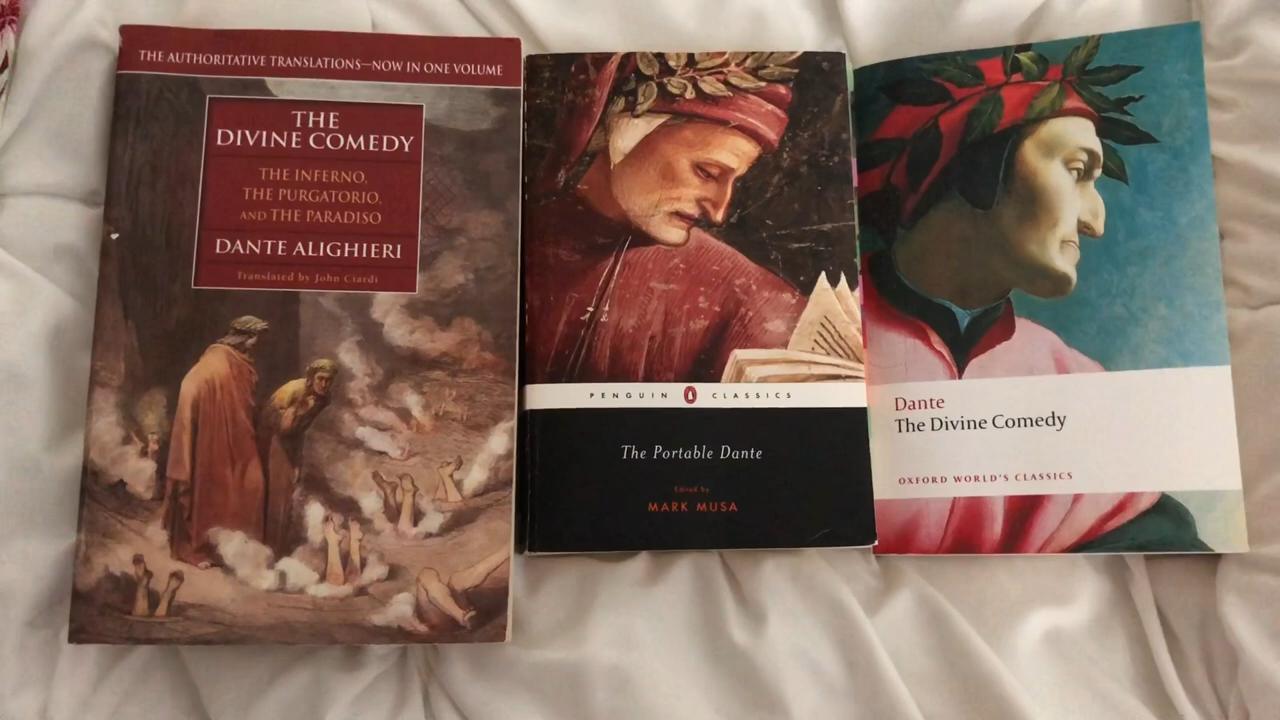 THE AUTHORITATIVE TRANSLATIONS—NOW IN ONE VOLUME
THE
DIVINE COMEDY
THE INFERNO,
THE PURGATORIO,
AND THE PARADISO
DANTE ALIGHIERI
Translated by John Ciardi
PENGUIN CLASSICS
The Portable Dante
Edited by
MARK MUSA
Dante
The Divine Comedy
OXFORD WORLD'S CLASSICS